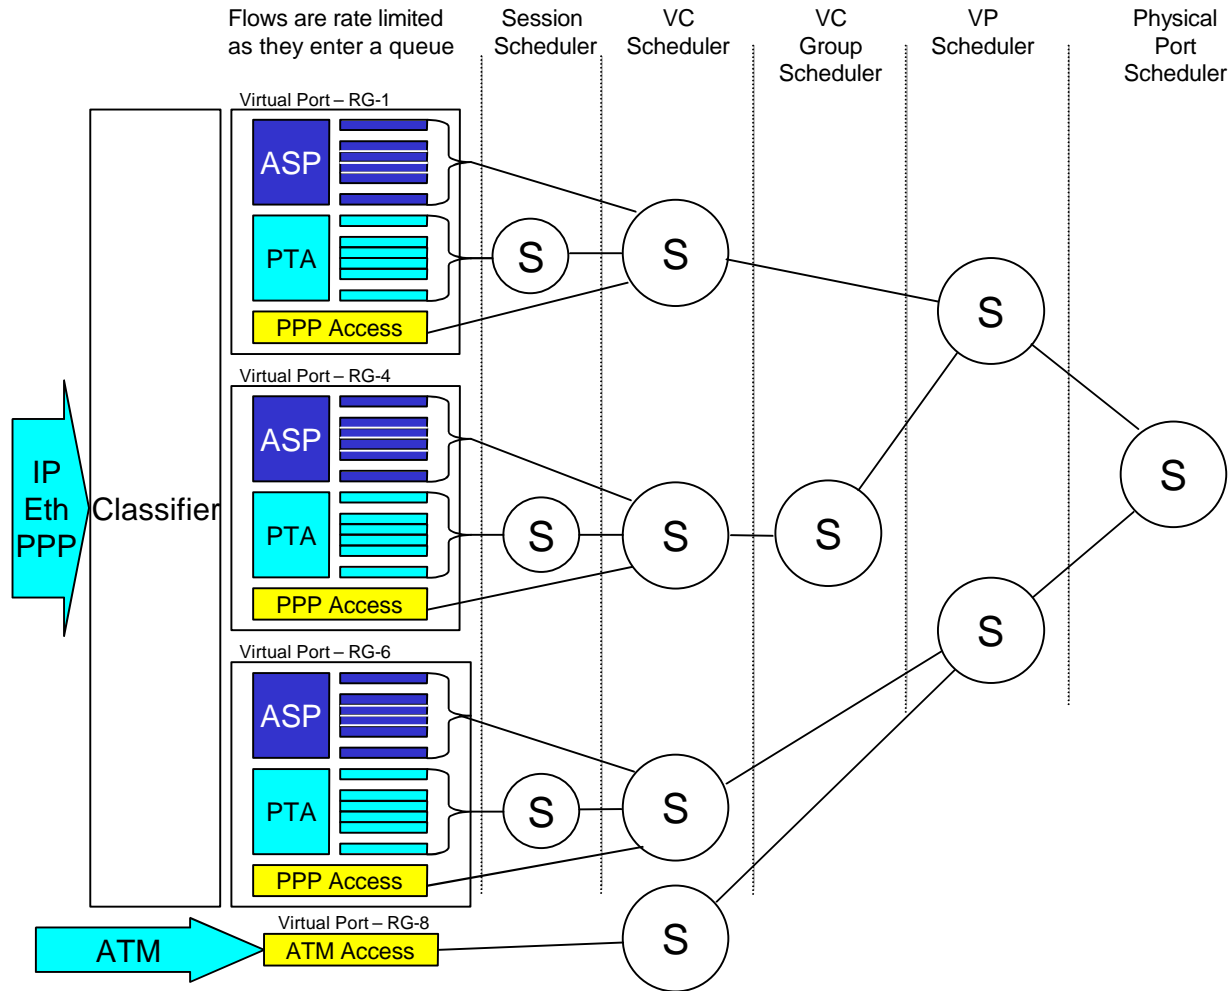 Flows are rate limited
as they enter a queue
Session
Scheduler
VC
Scheduler
VC
Group
Scheduler
VP
Scheduler
Physical
Port
Scheduler
Virtual Port – RG-1
ASP
PTA
PPP Access
S
S
S
Virtual Port – RG-4
ASP
PTA
PPP Access
S
S
S
S
IP
Eth
PPP
Classifier
S
Virtual Port – RG-6
ASP
PTA
PPP Access
S
S
Virtual Port – RG-8
ATM
ATM Access
S